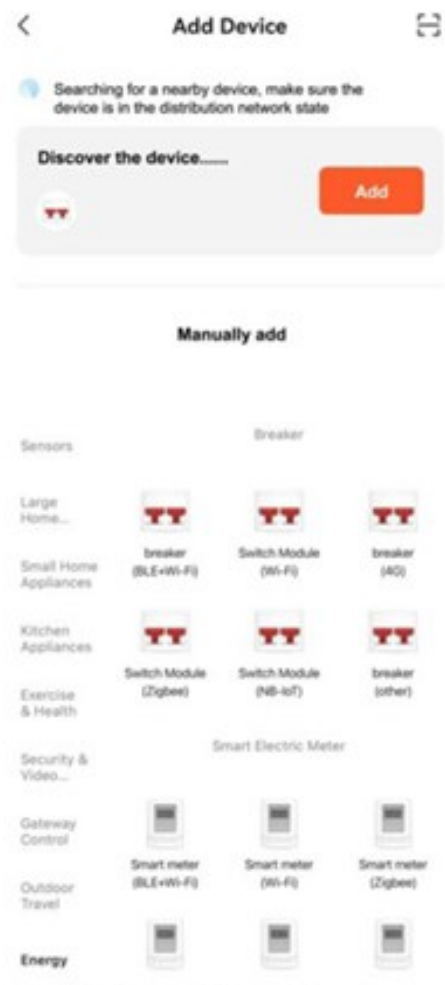 Add Device
Searching for a nearby device, make sure the
device is in the distribution network state
Discover the device......
Add
Manually add
Sensors
Large
Home...
Small Home
Appliances
Kitchen
Appliances
Exercise
& Health
Security &
Video...
Gateway
Control
Outdoor
Travel
Energy
Breaker
breaker
(BLE+Wi-Fi)
Switch Module
(Wi-Fi)
breaker
(4G)
Switch Module
(Zigbee)
Switch Module
(NB-IoT)
breaker
(other)
Smart Electric Meter
Smart meter
(BLE+Wi-Fi)
Smart meter
(Wi-Fi)
Smart meter
(Zigbee)